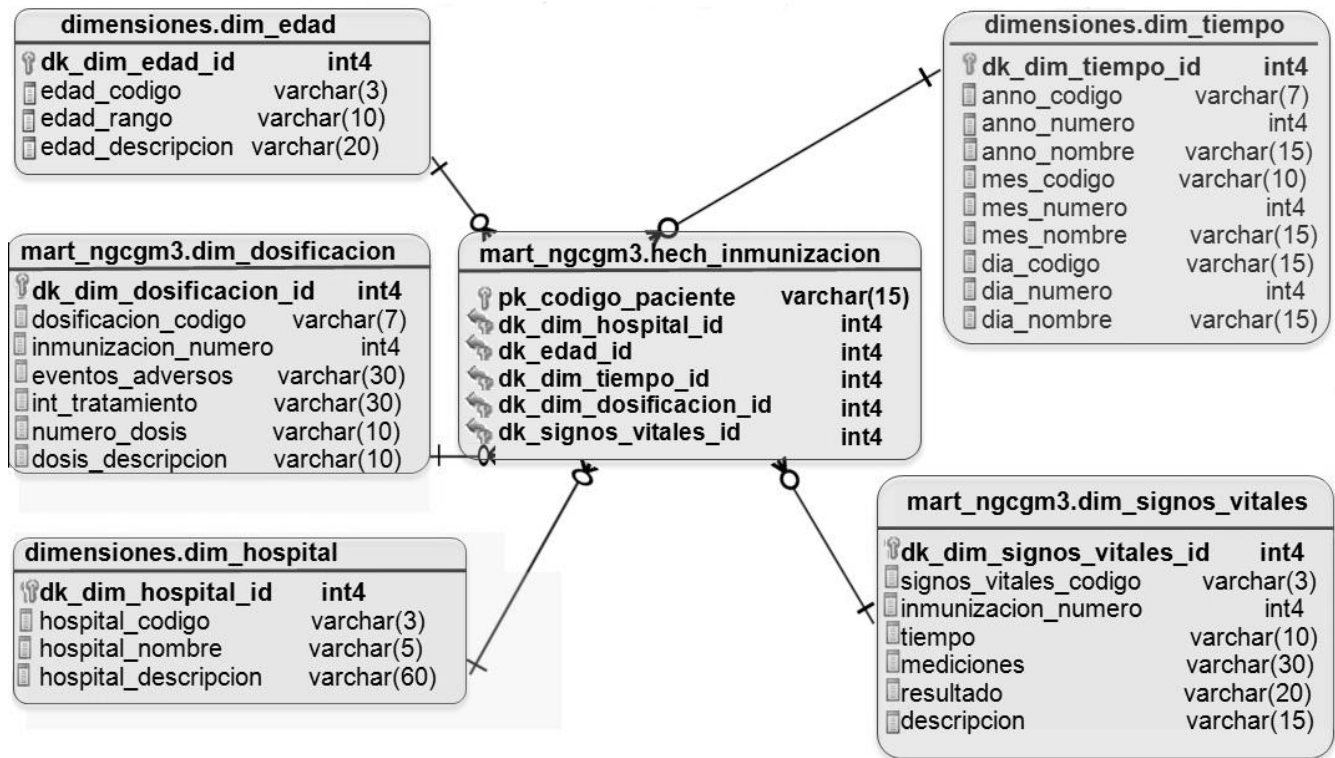 dimensiones.dim_edad
dk_dim_edad_id int4
edad_codigo varchar(3)
edad_rango varchar(10)
edad_descripcion varchar(20)
dimensiones.dim_tiempo
dk_dim_tiempo_id int4
anno_codigo varchar(7)
anno_numero int4
anno_nombre varchar(15)
mes_codigo varchar(10)
mes_numero int4
mes_nombre varchar(15)
dia_codigo varchar(15)
dia_numero int4
dia_nombre varchar(15)
mart_ngcgm3.dim_dosificacion
dk_dim_dosificacion_id int4
dosificacion_codigo varchar(7)
inmunizacion_numero int4
eventos_adversos varchar(30)
int_tratamiento varchar(30)
numero_dosis varchar(10)
dosis_descripcion varchar(10)
mart_ngcgm3.hech_inmunizacion
pk_codigo_paciente varchar(15)
dk_dim_hospital_id int4
dk_edad_id int4
dk_dim_tiempo_id int4
dk_dim_dosificacion_id int4
dk_signos_vitales_id int4
dimensiones.dim_hospital
dk_dim_hospital_id int4
hospital_codigo varchar(3)
hospital_nombre varchar(5)
hospital_descripcion varchar(60)
mart_ngcgm3.dim_signos_vitales
dk_dim_signos_vitales_id int4
signos_vitales_codigo varchar(3)
inmunizacion_numero int4
tiempo varchar(10)
mediciones varchar(30)
resultado varchar(20)
descripcion varchar(15)